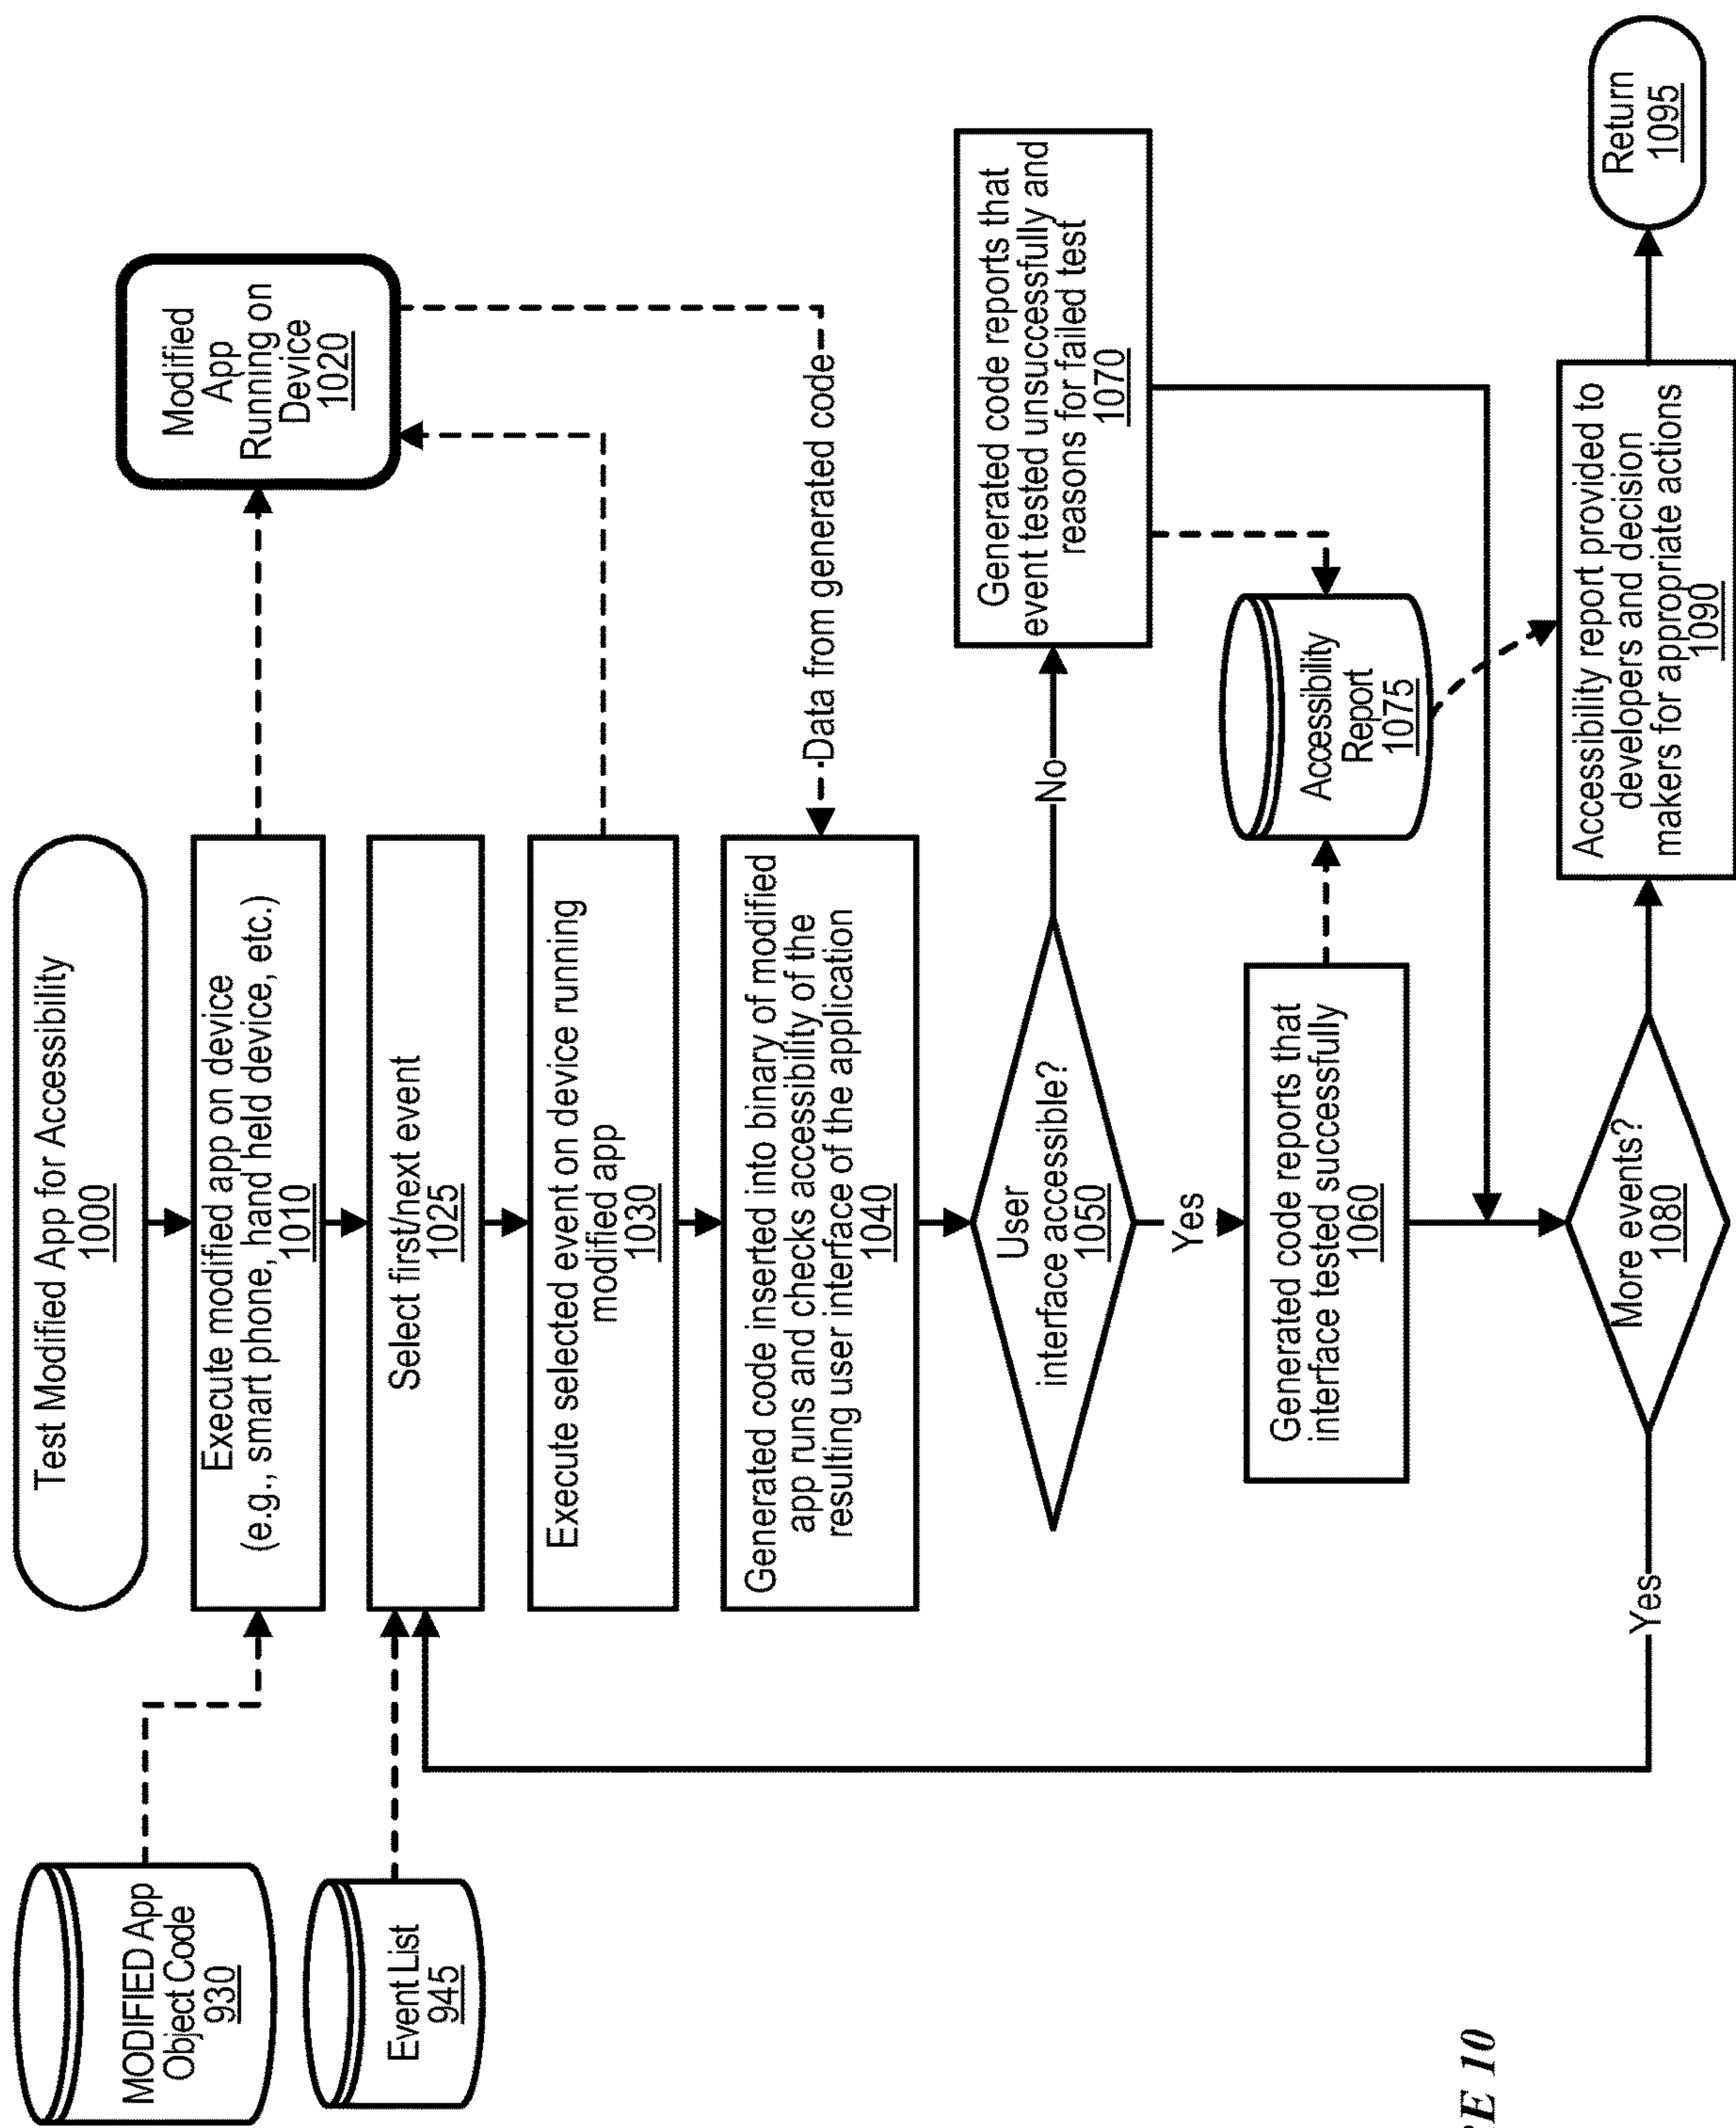 Test Modified App for Accessibility
1000
MODIFIED App
Object Code
930
Execute modified app on device
(e.g., smart phone, hand held device, etc.)
1010
Modified
App
Running on
Device
1020
Event List
945
Select first/next event
1025
Execute selected event on device running
modified app
1030
Generated code inserted into binary of modified
app runs and checks accessibility of the
resulting user interface of the application
1040
Data from generated code
User
interface accessible?
1050
No
Yes
Generated code reports that
event tested unsuccessfully and
reasons for failed test
1070
Generated code reports that
interface tested successfully
1060
Accessibility
Report
1075
More events?
1080
Yes
Accessibility report provided to
developers and decision
makers for appropriate actions
1090
Return
1095
10